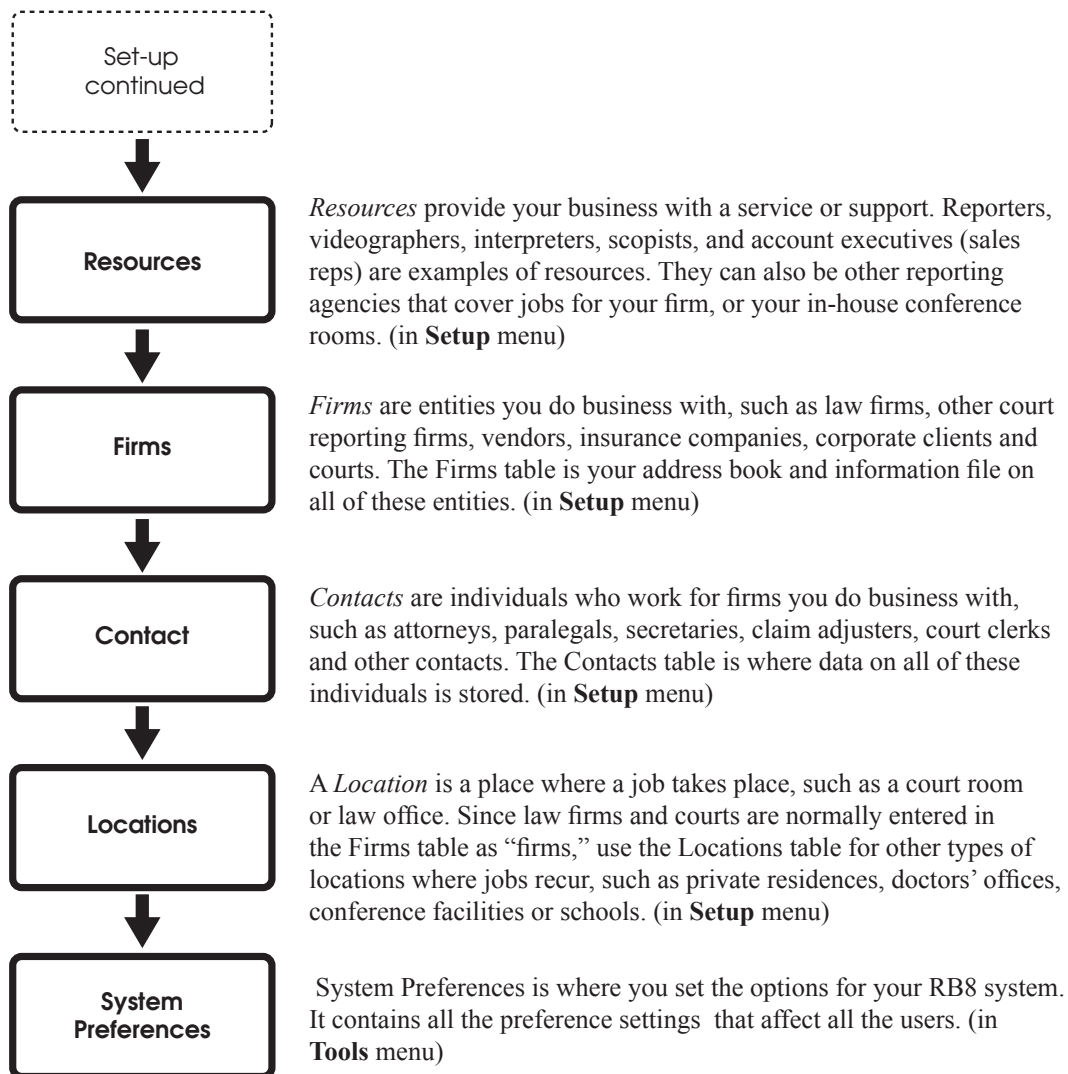 Set-up
continued
Resources
Resources provide your business with a service or support. Reporters,
videographers, interpreters, scopists, and account executives (sales
reps) are examples of resources. They can also be other reporting
agencies that cover jobs for your firm, or your in-house conference
rooms. (in Setup menu)
Firms
Firms are entities you do business with, such as law firms, other court
reporting firms, vendors, insurance companies, corporate clients and
courts. The Firms table is your address book and information file on
all of these entities. (in Setup menu)
Contact
Contacts are individuals who work for firms you do business with,
such as attorneys, paralegals, secretaries, claim adjusters, court clerks
and other contacts. The Contacts table is where data on all of these
individuals is stored. (in Setup menu)
Locations
A Location is a place where a job takes place, such as a court room
or law office. Since law firms and courts are normally entered in
the Firms table as “firms,” use the Locations table for other types of
locations where jobs recur, such as private residences, doctors’ offices,
conference facilities or schools. (in Setup menu)
System
Preferences
System Preferences is where you set the options for your RB8 system.
It contains all the preference settings that affect all the users. (in
Tools menu)